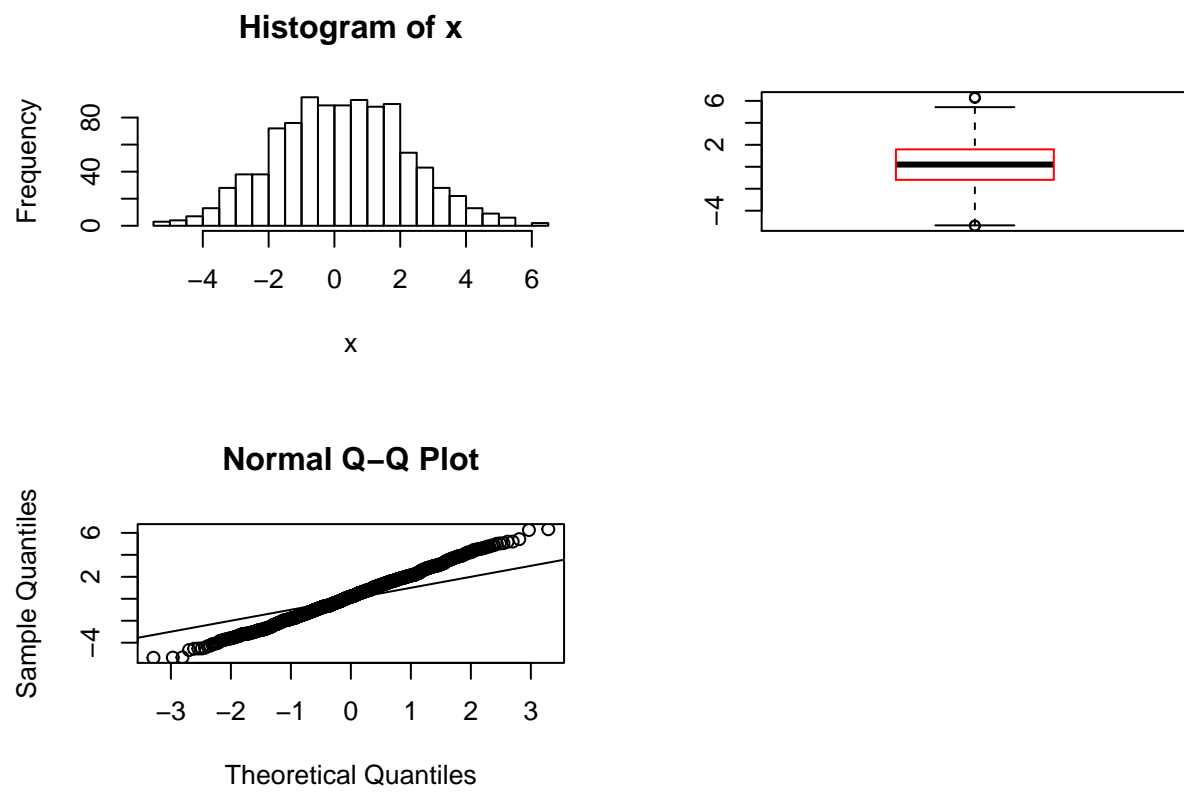 Histogram of x
Frequency
80
40
0
−4 −2 0 2 4 6
x
6
2
−4
Normal Q−Q Plot
Sample Quantiles
6
2
−4
−3 −2 −1 0 1 2 3
Theoretical Quantiles